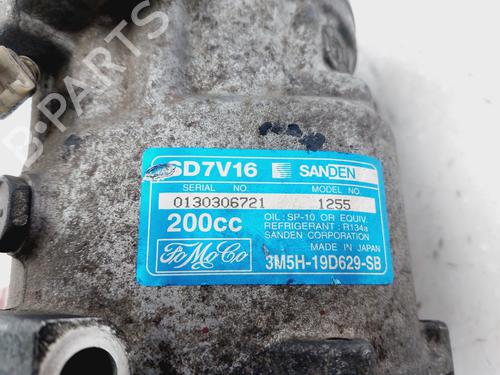 SD7V16 SANDEN
SERIAL NO. MODEL NO.
0130306721 1255
200cc
OIL: SP-10 OR EQUIV.
REFRIGERANT: R134a
SANDEN CORPORATION
MADE IN JAPAN
FoMoCo
3M5H-19D629-SB
B-PARTS